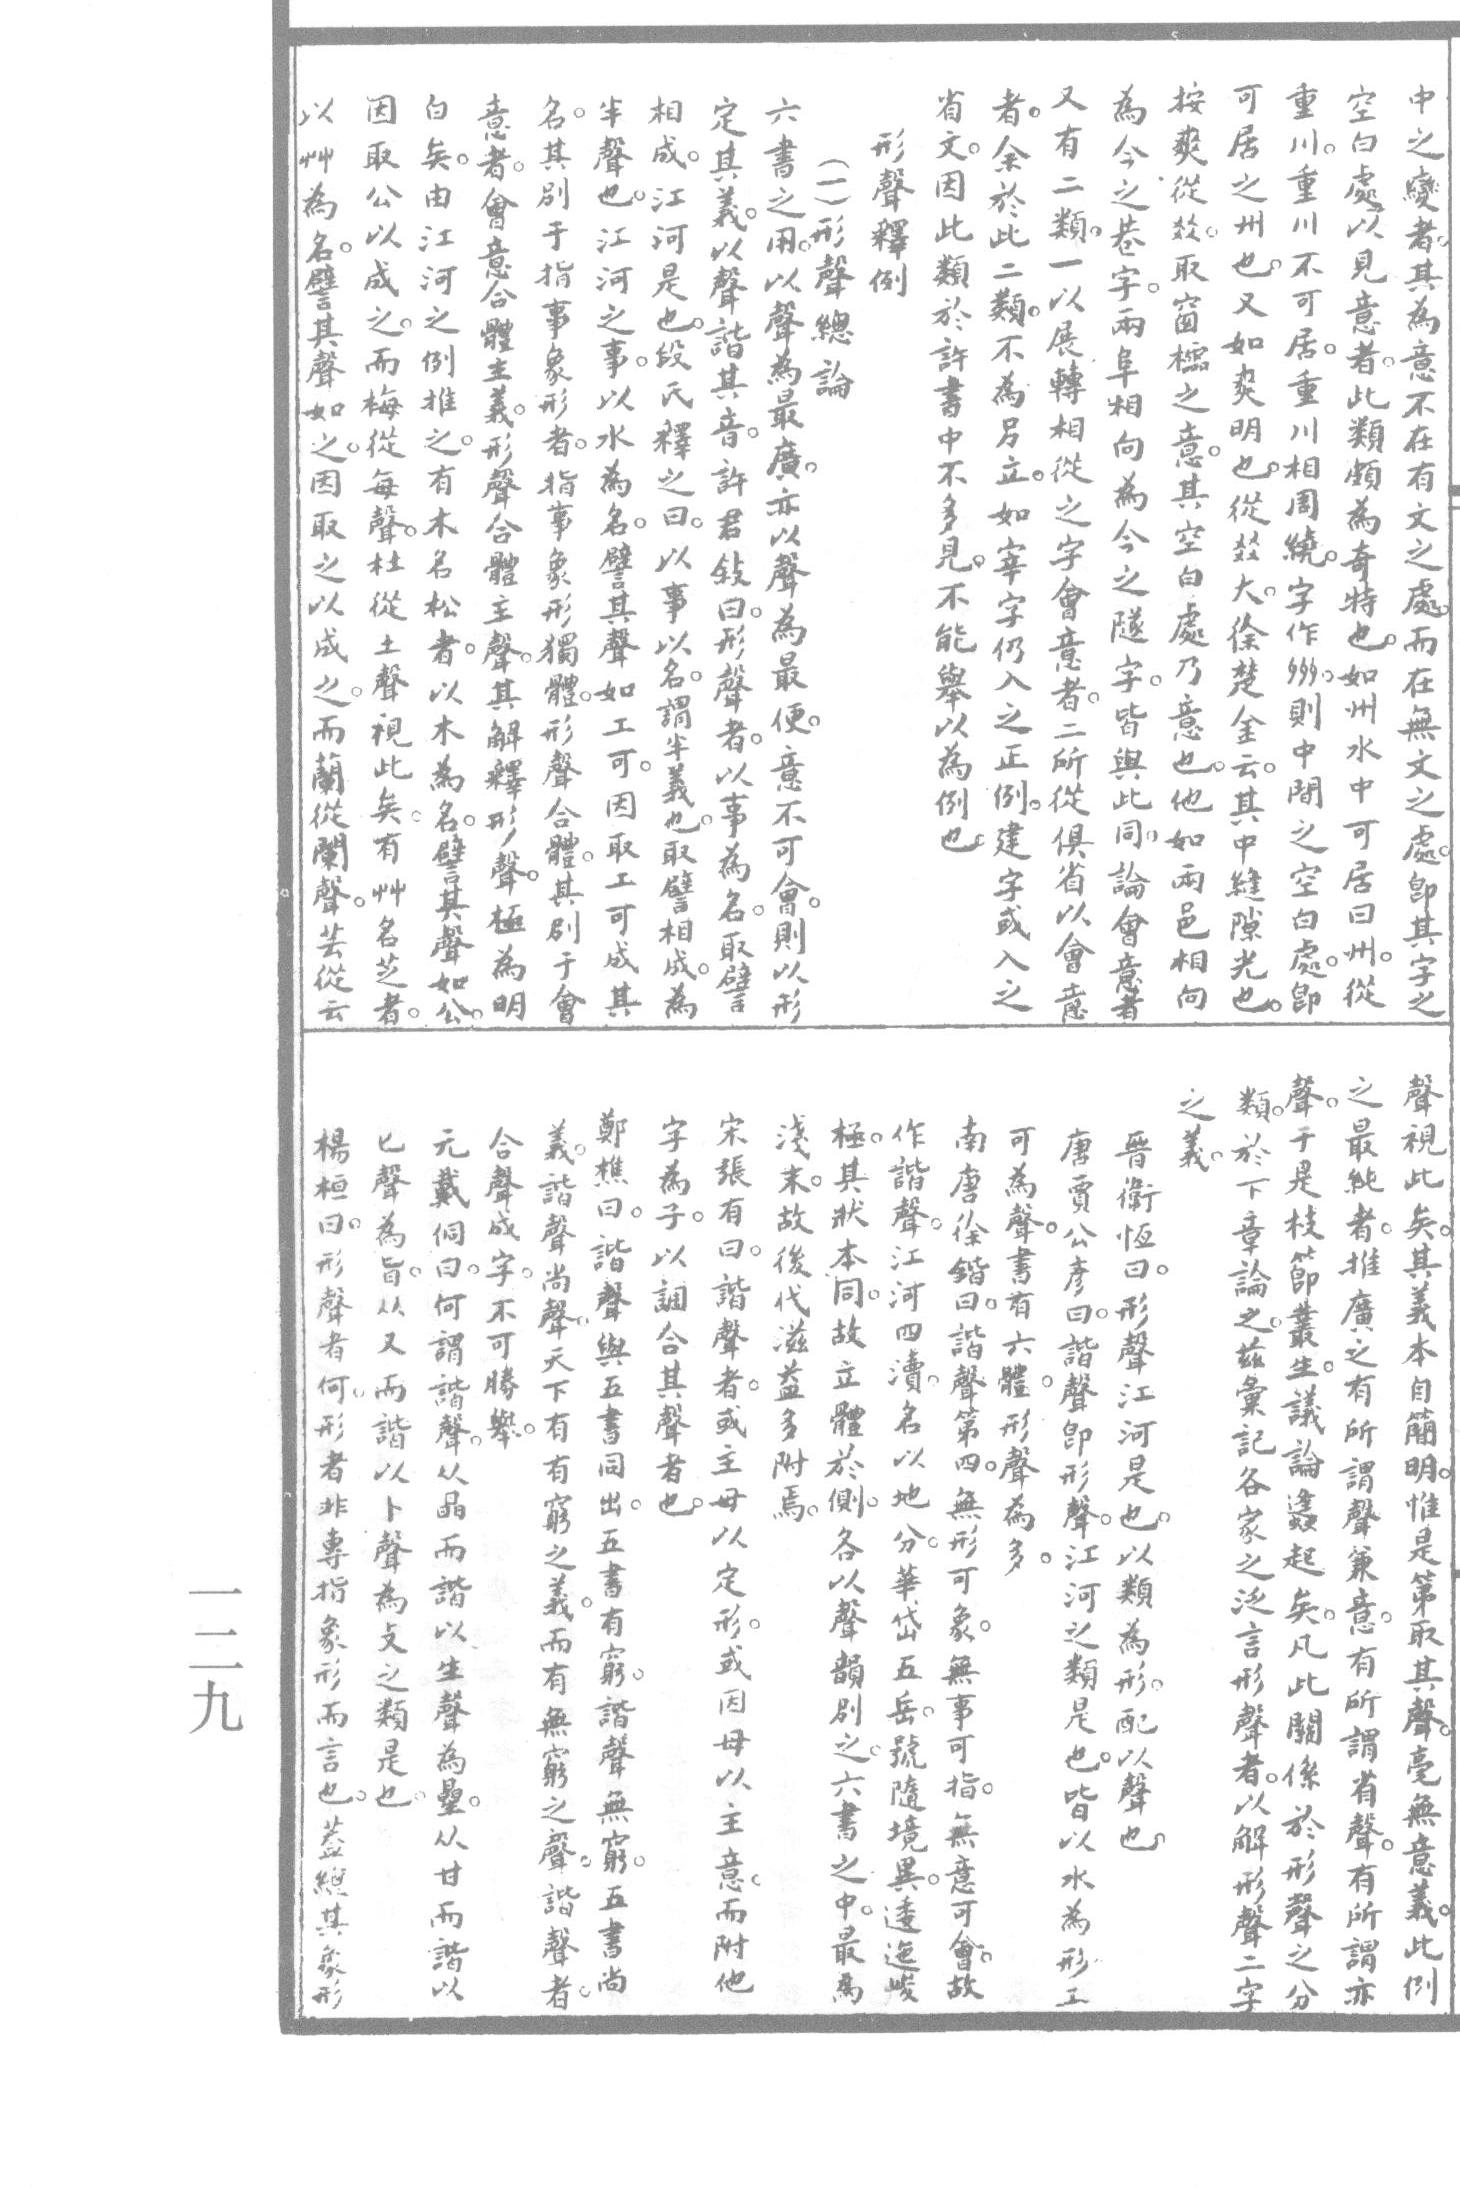 中之變者。其為意不在有文之處。而在無文之處。卽其字之
空白處。以見意者。此類頗為奇特也。如州水中可居曰州。從
重川。重川不可居。重川相周繞。字作𠃉。則中間之空白處。卽
可居之州也。又如爽明也。從㸚大。徐楚金云。其中縫隙光也。
按爽從㸚。取窗櫺之意。其空白處乃意也。他如兩邑相向
為今之巷字。兩阜相向為今之隧字。皆與此同。論會意者
又有二類。一以展轉相從之字會意者。二所從俱省以會意
者。余於此二類。不為另立。如宰字仍入之正例。建字或入之
省文。因此類於許書中不多見。不能舉以為例也。
形聲釋例
(一)形聲總論
六書之用。以聲為最廣。亦以聲為最便。意不可會。則以形
定其義。以聲諧其音。許君敍曰。形聲者。以事為名。取譬
相成。江河是也。段氏釋之曰。以事以名。謂半義也。取譬相成。為
半聲也。江河之事。以水為名。譬其聲如工可。因取工可成其
名。其別于指事象形者。指事象形獨體。形聲合體。其別于會
意者。會意合體主義。形聲合體主聲。其解釋形聲。極為明
白矣。由江河之例推之。有木名松者。以木為名。譬其聲如公。
因取公以成之。而梅從每聲。杜從土聲視此矣。有艸名芝者。
以艸為名。譬其聲如之。因取之以成之。而蘭從闌聲。芸從云
聲視此矣。其義本自簡明。惟是第取其聲。毫無意義。此例
之最純者。推廣之有所謂聲兼意。有所謂省聲。有所謂亦
聲。于是枝節叢生。議論蠭起矣。凡此關係於形聲之分
類。於下章論之。茲彙記各家之泛言形聲者。以解形聲二字
之義。
晉衞恆曰。形聲江河是也。以類為形。配以聲也。
唐賈公彥曰。諧聲卽形聲。江河之類是也。皆以水為形。工
可為聲。書有六體。形聲為多。
南唐徐鍇曰。諧聲第四。無形可象。無事可指。無意可會。故
作諧聲。江河四瀆。名以地分。華岱五岳。號隨境異。逶迤峻
極。其狀本同。故立體於側。各以聲韻別之。六書之中。最為
淺末。故後代滋益多附焉。
宋張有曰。諧聲者。或主母以定形。或因母以主意。而附他
字為子。以調合其聲者也。
鄭樵曰。諧聲與五書同出。五書有窮。諧聲無窮。五書尚
義。諧聲尚聲。天下有有窮之義。而有無窮之聲。諧聲者。
合聲成字。不可勝舉。
元戴侗曰。何謂諧聲。从晶而諧以生聲為曐。从甘而諧以
匕聲為旨。从又而諧以卜聲為攴之類是也。
楊桓曰。形聲者何。形者非專指象形而言也。蓋總其象形
一二九